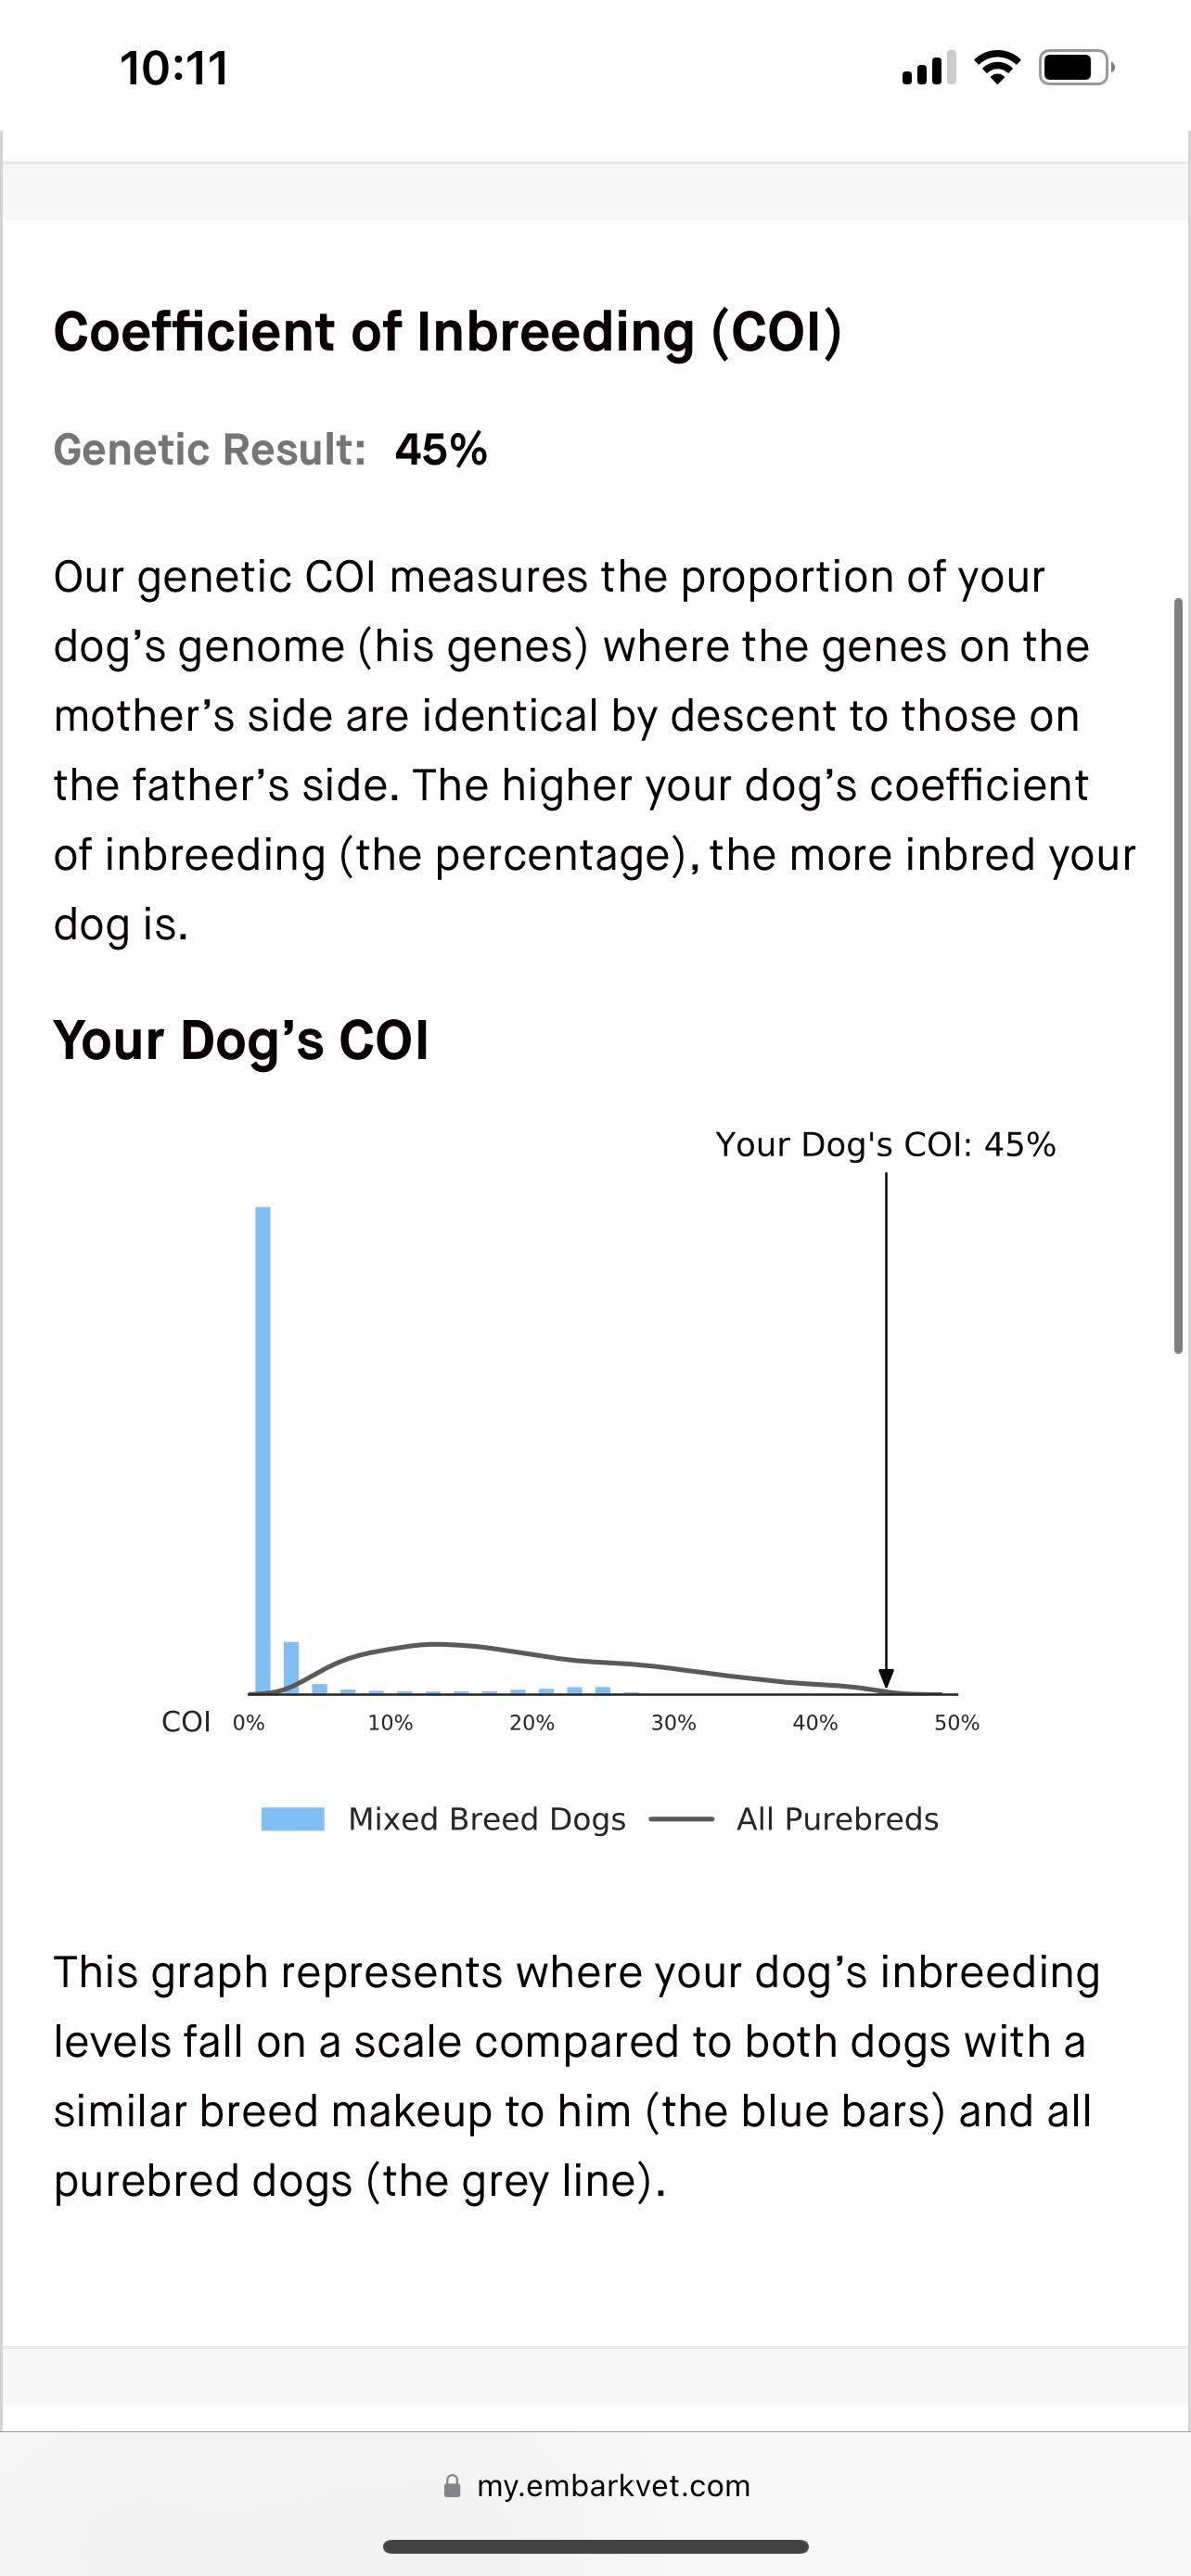 10:11
Coefficient of Inbreeding (COI)
Genetic Result: 45%
Our genetic COI measures the proportion of your
dog’s genome (his genes) where the genes on the
mother’s side are identical by descent to those on
the father’s side. The higher your dog’s coefficient
of inbreeding (the percentage), the more inbred your
dog is.
Your Dog’s COI
Your Dog's COI: 45%
COI 0% 10% 20% 30% 40% 50%
Mixed Breed Dogs All Purebreds
This graph represents where your dog’s inbreeding
levels fall on a scale compared to both dogs with a
similar breed makeup to him (the blue bars) and all
purebred dogs (the grey line).
my.embarkvet.com